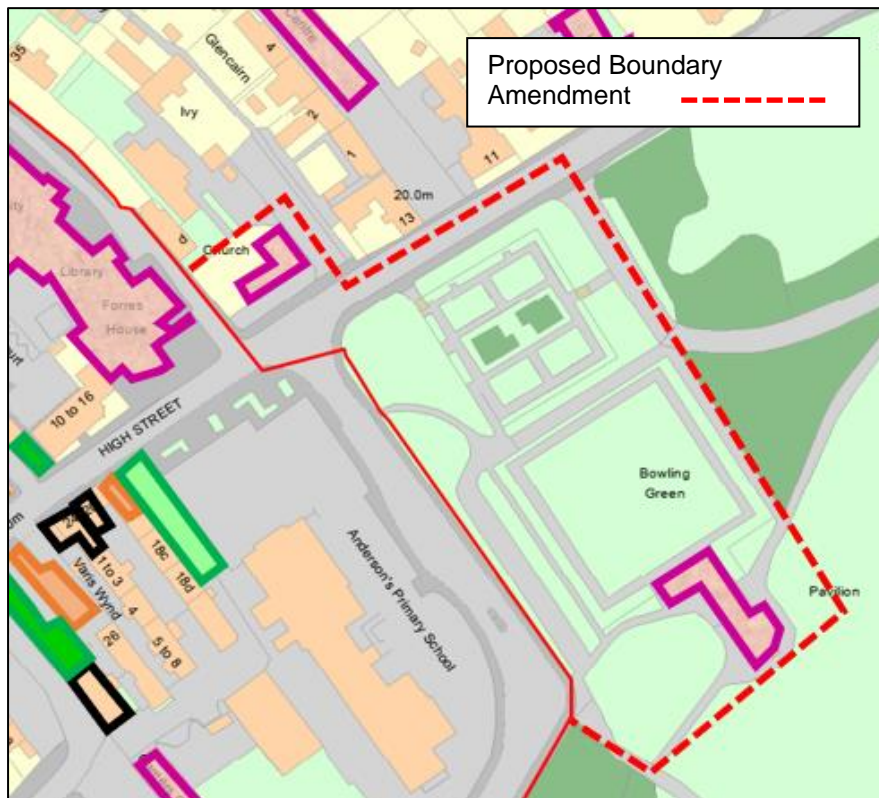 Proposed Boundary
Amendment
35
Glencairn
4
Centre
Ivy
2
1
11
20.0m
13
6
Church
Library
Forres
House
10 to 16
HIGH STREET
Bowling
Green
18c
18d
1 to 3
4
Varis Wynd
5 to 8
Anderson's Primary School
Pavilion